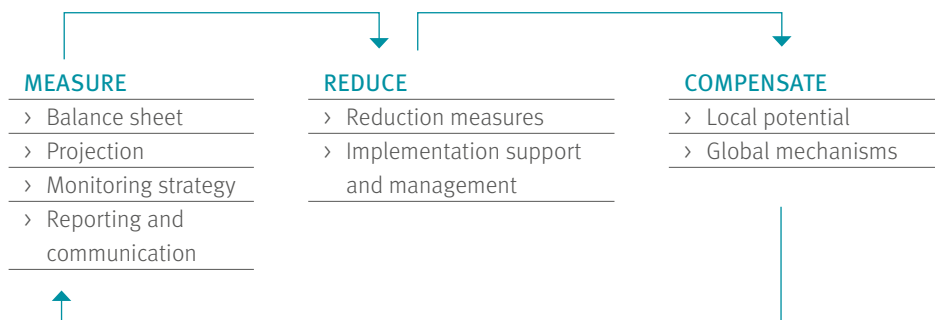 MEASURE
> Balance sheet
> Projection
> Monitoring strategy
> Reporting and
communication
REDUCE
> Reduction measures
> Implementation support
and management
COMPENSATE
> Local potential
> Global mechanisms